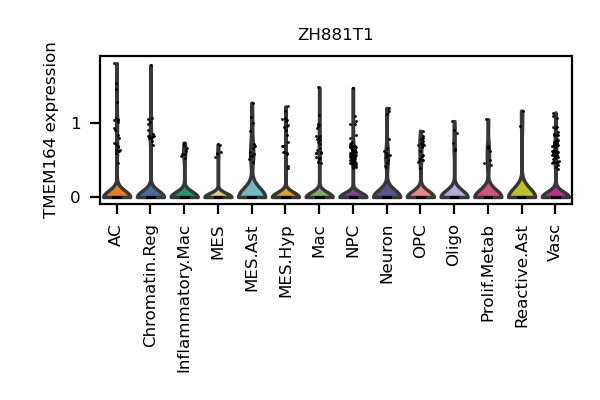 ZH881T1
TMEM164 expression
1
0
AC
Chromatin.Reg
Inflammatory.Mac
MES
MES.Ast
MES.Hyp
Mac
NPC
Neuron
OPC
Oligo
Prolif.Metab
Reactive.Ast
Vasc